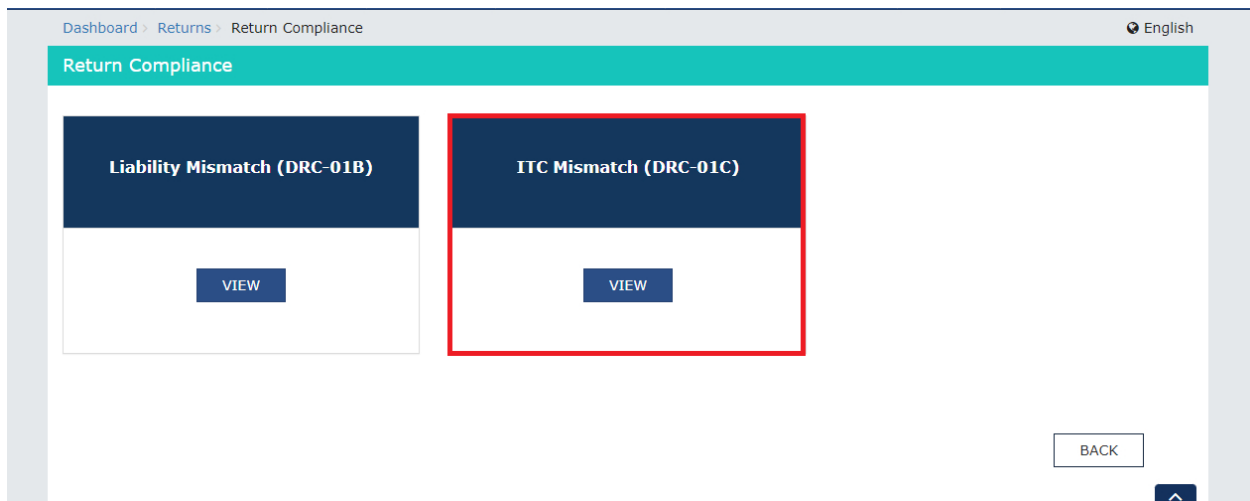 Dashboard > Returns > Return Compliance
English
Return Compliance
Liability Mismatch (DRC-01B)
ITC Mismatch (DRC-01C)
VIEW
VIEW
BACK